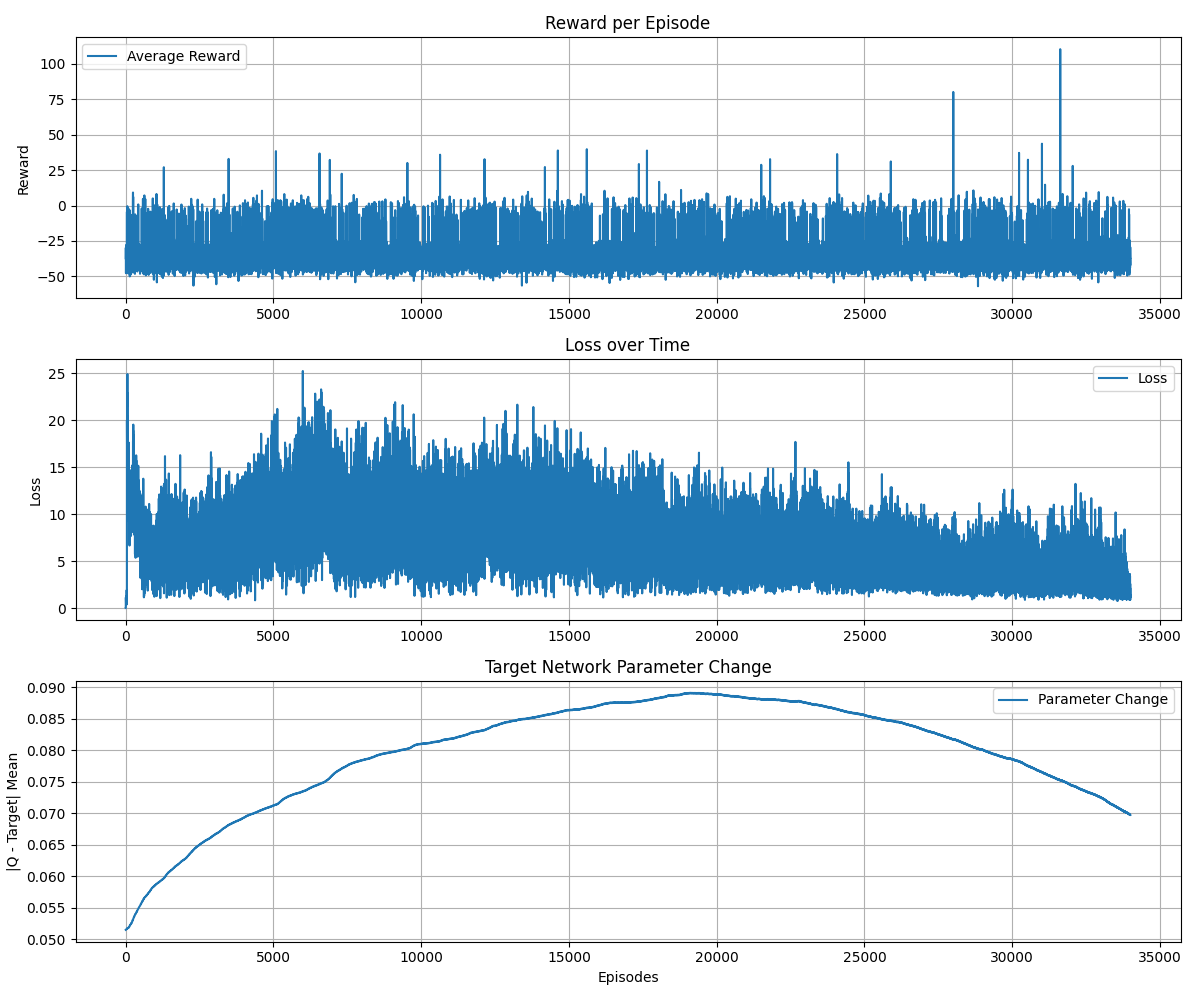 Reward per Episode
Average Reward
Reward
100
75
50
25
0
−25
−50
0 5000 10000 15000 20000 25000 30000 35000
Loss over Time
Loss
Loss
25
20
15
10
5
0
0 5000 10000 15000 20000 25000 30000 35000
Target Network Parameter Change
Parameter Change
|Q - Target| Mean
0.090
0.085
0.080
0.075
0.070
0.065
0.060
0.055
0.050
0 5000 10000 15000 20000 25000 30000 35000
Episodes